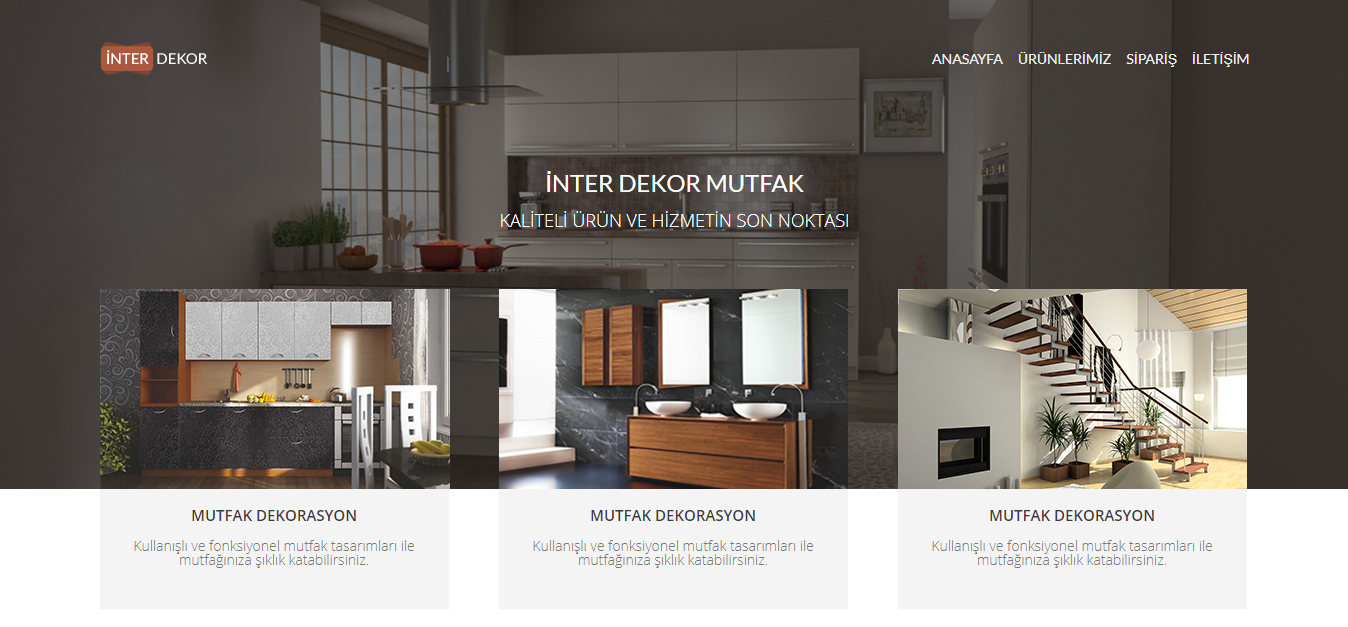 İNTER DEKOR
ANASAYFA ÜRÜNLERİMİZ SİPARİŞ İLETİŞİM
İNTER DEKOR MUTFAK
KALİTELİ ÜRÜN VE HİZMETİN SON NOKTASI
MUTFAK DEKORASYON
Kullanışlı ve fonksiyonel mutfak tasarımları ile
mutfağınıza şıklık katabilirsiniz.
MUTFAK DEKORASYON
Kullanışlı ve fonksiyonel mutfak tasarımları ile
mutfağınıza şıklık katabilirsiniz.
MUTFAK DEKORASYON
Kullanışlı ve fonksiyonel mutfak tasarımları ile
mutfağınıza şıklık katabilirsiniz.